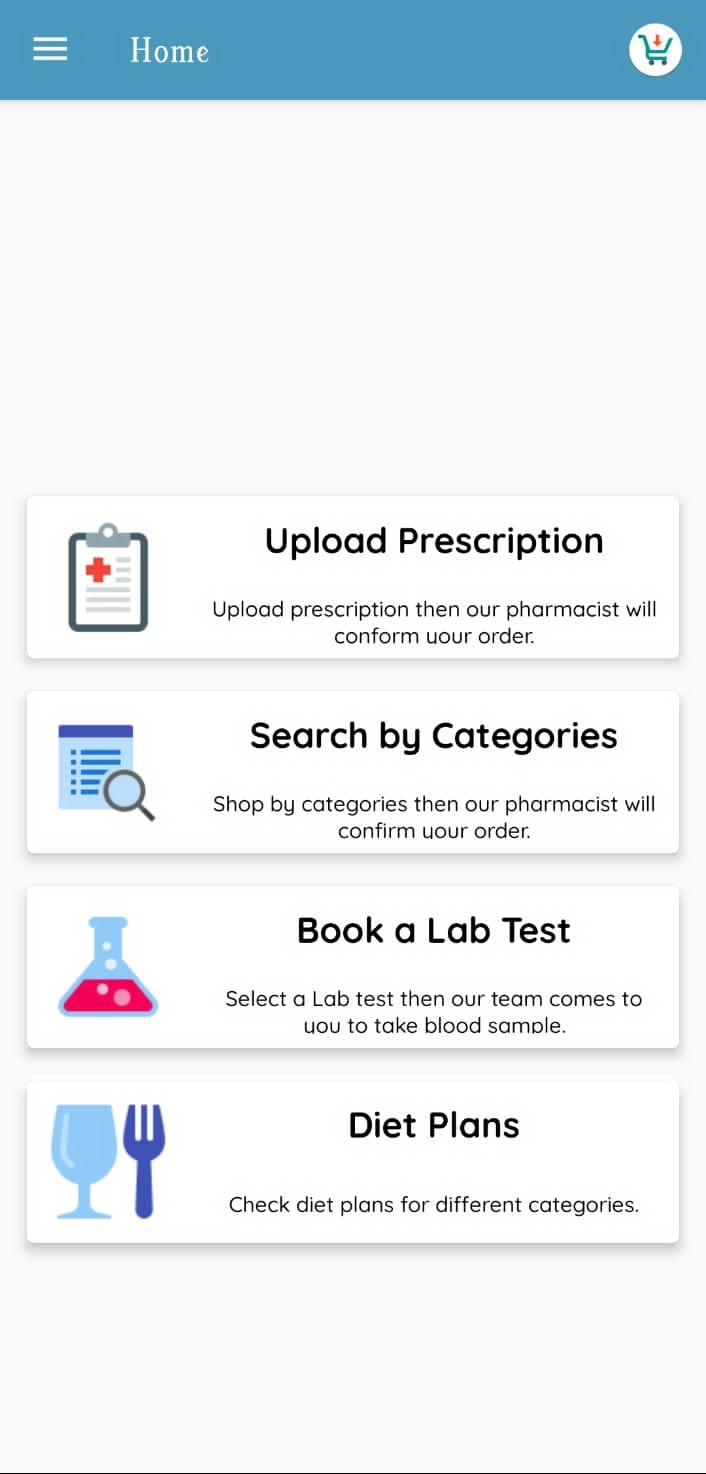 Home
Upload Prescription
Upload prescription then our pharmacist will
conform your order.
Search by Categories
Shop by categories then our pharmacist will
confirm your order.
Book a Lab Test
Select a Lab test then our team comes to
you to take blood sample.
Diet Plans
Check diet plans for different categories.